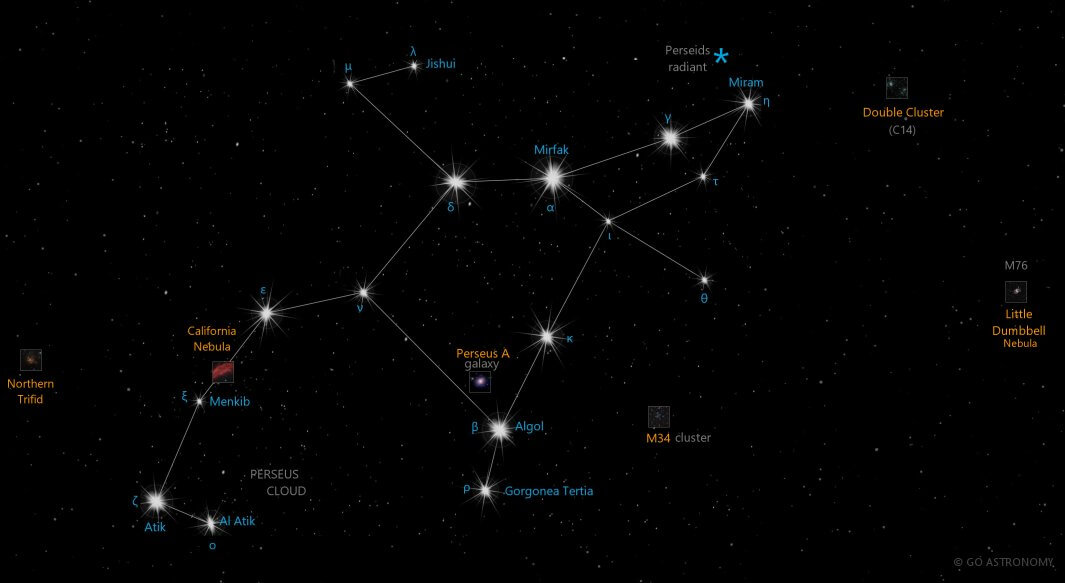 λ
Jishui
μ
Perseids
radiant
*
Miram
η
γ
Double Cluster
(C14)
Mirfak
α
δ
τ
ι
θ
M76
Little
Dumbbell
Nebula
ε
ν
California
Nebula
κ
Perseus A
galaxy
Northern
Trifid
ξ
Menkib
β
Algol
M34 cluster
PERSEUS
CLOUD
ρ
Gorgonea Tertia
ζ
Atik
Al Atik
ο
© GO ASTRONOMY